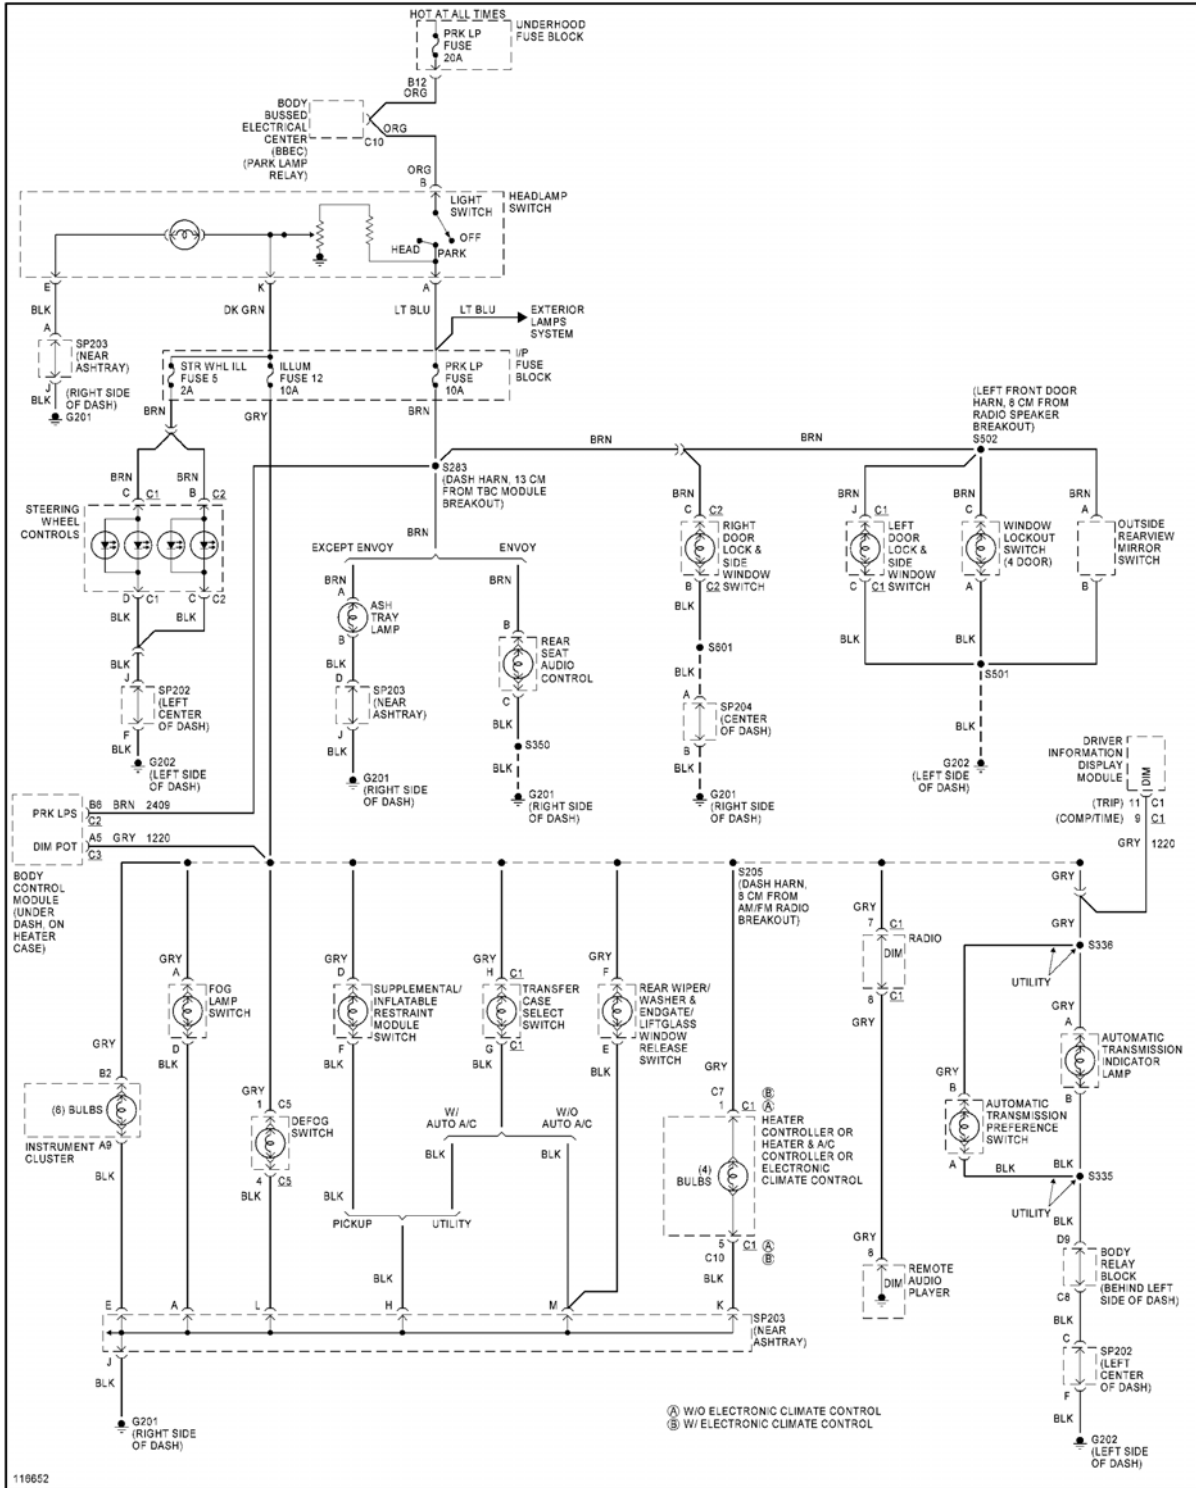 HOT AT ALL TIMES
UNDERHOOD
FUSE BLOCK
PRK LP
FUSE
20A
B12
ORG
BODY
BUSSED
ELECTRICAL
CENTER
(BBEC)
(PARK LAMP
RELAY)
ORG
C10
ORG
B
LIGHT
SWITCH
HEADLAMP
SWITCH
OFF
HEAD
PARK
E
K
A
BLK
DK GRN
LT BLU
LT BLU
EXTERIOR
LAMPS
SYSTEM
A
SP203
(NEAR
ASHTRAY)
J
BLK
(RIGHT SIDE
OF DASH)
G201
STR WHL ILL
FUSE 5
2A
ILLUM
FUSE 12
10A
PRK LP
FUSE
10A
I/P
FUSE
BLOCK
BRN
GRY
BRN
(LEFT FRONT DOOR
HARN, 8 CM FROM
RADIO SPEAKER
BREAKOUT)
S502
BRN
BRN
S283
(DASH HARN, 13 CM
FROM TBC MODULE
BREAKOUT)
BRN
BRN
C
C1
B
C2
STEERING
WHEEL
CONTROLS
D
C1
C
C2
BLK
BLK
BLK
J
SP202
(LEFT
CENTER
OF DASH)
F
BLK
G202
(LEFT SIDE
OF DASH)
BRN
EXCEPT ENVOY
ENVOY
BRN
A
ASH
TRAY
LAMP
B
BLK
D
SP203
(NEAR
ASHTRAY)
J
BLK
G201
(RIGHT SIDE
OF DASH)
BRN
B
REAR
SEAT
AUDIO
CONTROL
C
BLK
S350
BLK
G201
(RIGHT SIDE
OF DASH)
BRN
C
C2
RIGHT
DOOR
LOCK &
SIDE
WINDOW
SWITCH
B
C2
BLK
S601
BLK
A
SP204
(CENTER
OF DASH)
B
BLK
G201
(RIGHT SIDE
OF DASH)
BRN
J
C1
LEFT
DOOR
LOCK &
SIDE
WINDOW
SWITCH
C
C1
BLK
BRN
C
WINDOW
LOCKOUT
SWITCH
(4 DOOR)
A
BLK
BRN
A
OUTSIDE
REARVIEW
MIRROR
SWITCH
B
S501
BLK
G202
(LEFT SIDE
OF DASH)
DRIVER
INFORMATION
DISPLAY
MODULE
DIM
(TRIP) 11 C1
(COMP/TIME) 9 C1
GRY 1220
PRK LPS
B6 BRN 2409
C2
DIM POT
A5 GRY 1220
C3
BODY
CONTROL
MODULE
(UNDER
DASH, ON
HEATER
CASE)
S205
(DASH HARN,
8 CM FROM
AM/FM RADIO
BREAKOUT)
GRY
B2
(6) BULBS
INSTRUMENT
CLUSTER
A9
BLK
GRY
A
FOG
LAMP
SWITCH
D
BLK
GRY
1
C5
DEFOG
SWITCH
4
C5
BLK
GRY
D
SUPPLEMENTAL/
INFLATABLE
RESTRAINT
MODULE
SWITCH
F
BLK
GRY
H
C1
TRANSFER
CASE
SELECT
SWITCH
G
C1
BLK
GRY
F
REAR WIPER/
WASHER &
ENDGATE/
LIFTGLASS
WINDOW
RELEASE
SWITCH
E
BLK
W/
AUTO A/C
W/O
AUTO A/C
BLK
BLK
BLK
PICKUP
UTILITY
BLK
GRY
C7 B
1 C1 A
HEATER
CONTROLLER OR
HEATER & A/C
CONTROLLER OR
ELECTRONIC
CLIMATE CONTROL
(4)
BULBS
5 C1 A
C10 B
BLK
GRY
7
C1
DIM
RADIO
8
C1
GRY
GRY
8
DIM
REMOTE
AUDIO
PLAYER
GRY
GRY
S336
UTILITY
GRY
A
AUTOMATIC
TRANSMISSION
INDICATOR
LAMP
B
GRY
B
AUTOMATIC
TRANSMISSION
PREFERENCE
SWITCH
A
BLK
BLK
S335
UTILITY
BLK
D9
BODY
RELAY
BLOCK
(BEHIND LEFT
SIDE OF DASH)
C8
BLK
C
SP202
(LEFT
CENTER
OF DASH)
F
BLK
G202
(LEFT SIDE
OF DASH)
E
A
L
H
M
K
SP203
(NEAR
ASHTRAY)
J
BLK
G201
(RIGHT SIDE
OF DASH)
A W/O ELECTRONIC CLIMATE CONTROL
B W/ ELECTRONIC CLIMATE CONTROL
116652